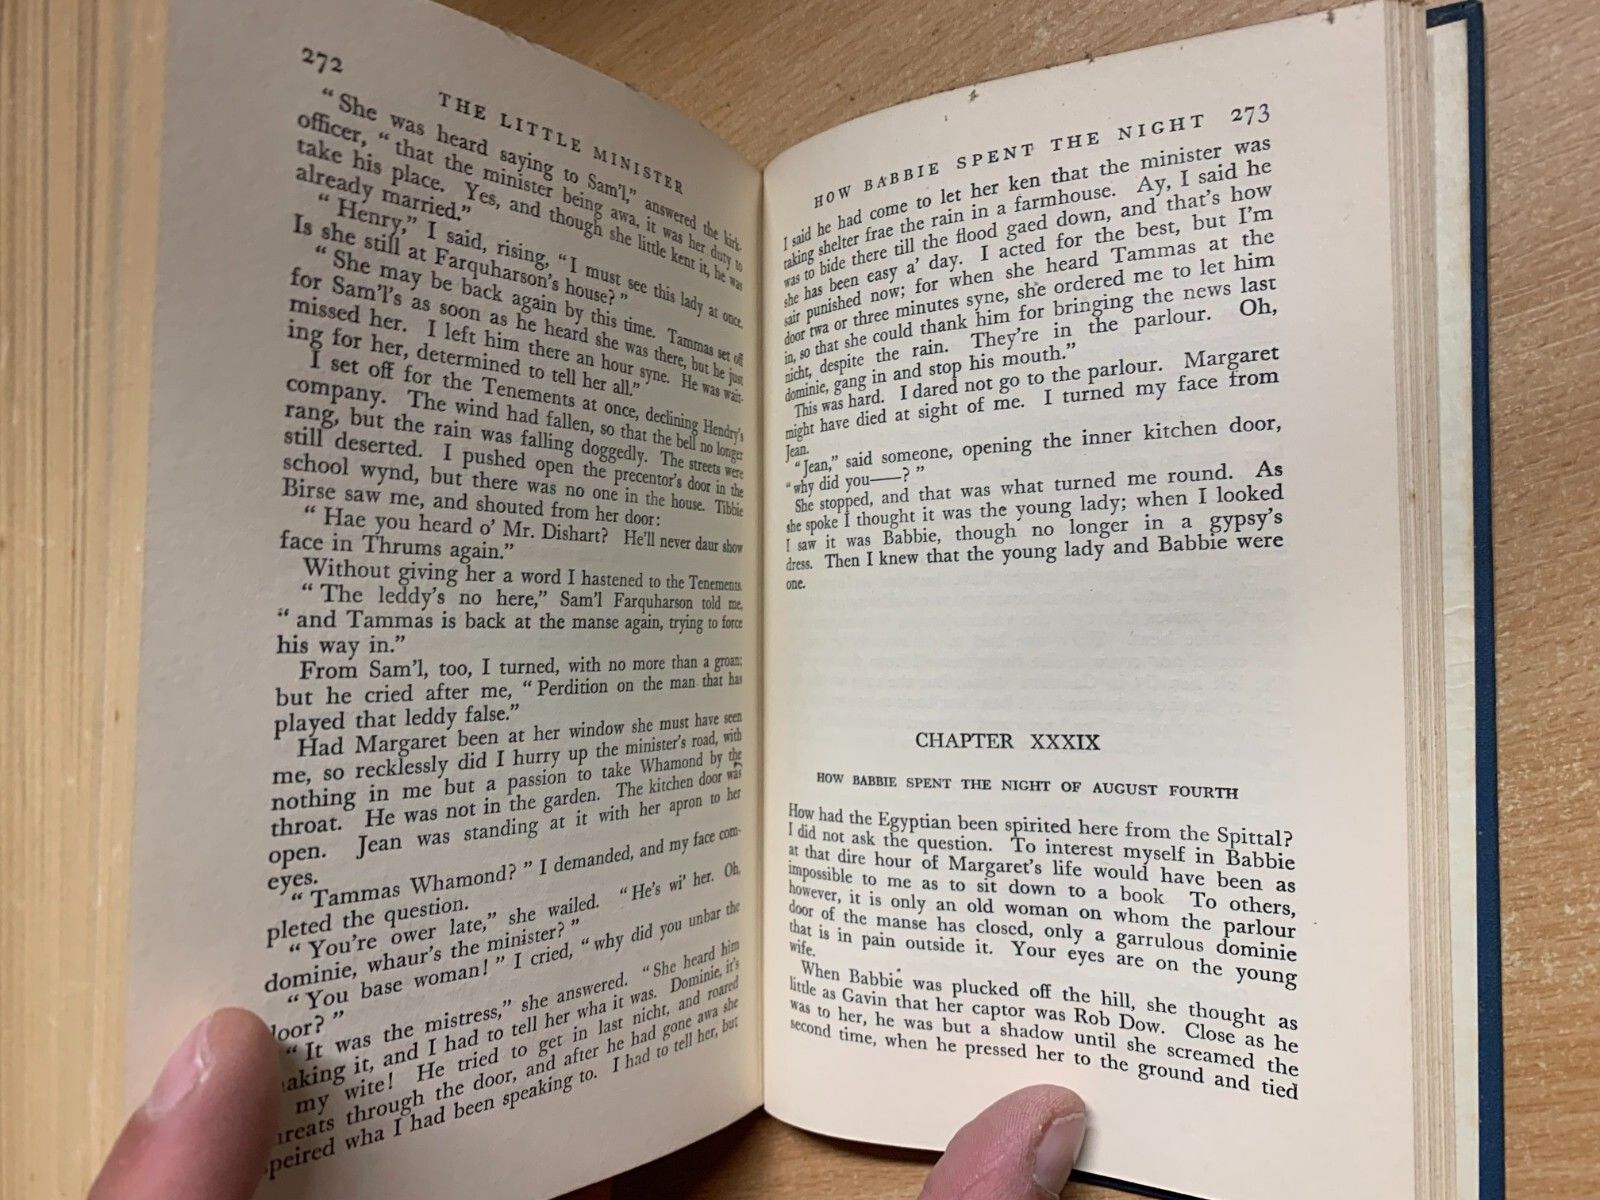 272
THE LITTLE MINISTER
“ She was heard saying to Sam’l,” answered the kirk-
officer, “ that the minister being awa, it was her duty to
take his place. Yes, and though she little kent it, he was
already married.”
“ Henry,” I said, rising, “ I must see this lady at once.
Is she still at Farquharson’s house? ”
“ She may be back again by this time. Tammas set off
for Sam’l’s as soon as he heard she was there, but he just
missed her. I left him there an hour syne. He was wait-
ing for her, determined to tell her all.”
I set off for the Tenements at once, declining Hendry’s
company. The wind had fallen, so that the bell no longer
rang, but the rain was falling doggedly. The streets were
still deserted. I pushed open the precentor’s door in the
school wynd, but there was no one in the house. Tibbie
Birse saw me, and shouted from her door:
“ Hae you heard o’ Mr. Dishart? He’ll never daur show
face in Thrums again.”
Without giving her a word I hastened to the Tenements.
“ The leddy’s no here,” Sam’l Farquharson told me,
“ and Tammas is back at the manse again, trying to force
his way in.”
From Sam’l, too, I turned, with no more than a groan;
but he cried after me, “ Perdition on the man that has
played that leddy false.”
Had Margaret been at her window she must have seen
me, so recklessly did I hurry up the minister’s road, with
nothing in me but a passion to take Whamond by the
throat. He was not in the garden. The kitchen door was
open. Jean was standing at it with her apron to her
eyes.
“ Tammas Whamond? ” I demanded, and my face com-
pleted the question.
“ You’re ower late,” she wailed. “ He’s wi’ her. Oh,
dominie, whaur’s the minister? ”
“ You base woman! ” I cried, “ why did you unbar the
door? ”
“ It was the mistress,” she answered. “ She heard him
aking it, and I had to tell her wha it was. Dominie, it’s
my wite! He tried to get in last nicht, and roared
reats through the door, and after he had gone awa she
peired wha I had been speaking to. I had to tell her, but
HOW BABBIE SPENT THE NIGHT 273
I said he had come to let her ken that the minister was
taking shelter frae the rain in a farmhouse. Ay, I said he
was to bide there till the flood gaed down, and that’s how
she has been easy a’ day. I acted for the best, but I’m
sair punished now; for when she heard Tammas at the
door twa or three minutes syne, she ordered me to let him
in, so that she could thank him for bringing the news last
nicht, despite the rain. They’re in the parlour. Oh,
dominie, gang in and stop his mouth.”
This was hard. I dared not go to the parlour. Margaret
might have died at sight of me. I turned my face from
Jean.
“Jean,” said someone, opening the inner kitchen door,
“why did you——? ”
She stopped, and that was what turned me round. As
she spoke I thought it was the young lady; when I looked
I saw it was Babbie, though no longer in a gypsy’s
dress. Then I knew that the young lady and Babbie were
one.
CHAPTER XXXIX
HOW BABBIE SPENT THE NIGHT OF AUGUST FOURTH
How had the Egyptian been spirited here from the Spittal?
I did not ask the question. To interest myself in Babbie
at that dire hour of Margaret’s life would have been as
impossible to me as to sit down to a book To others,
however, it is only an old woman on whom the parlour
door of the manse has closed, only a garrulous dominie
that is in pain outside it. Your eyes are on the young
wife.
When Babbie was plucked off the hill, she thought as
little as Gavin that her captor was Rob Dow. Close as he
was to her, he was but a shadow until she screamed the
second time, when he pressed her to the ground and tied